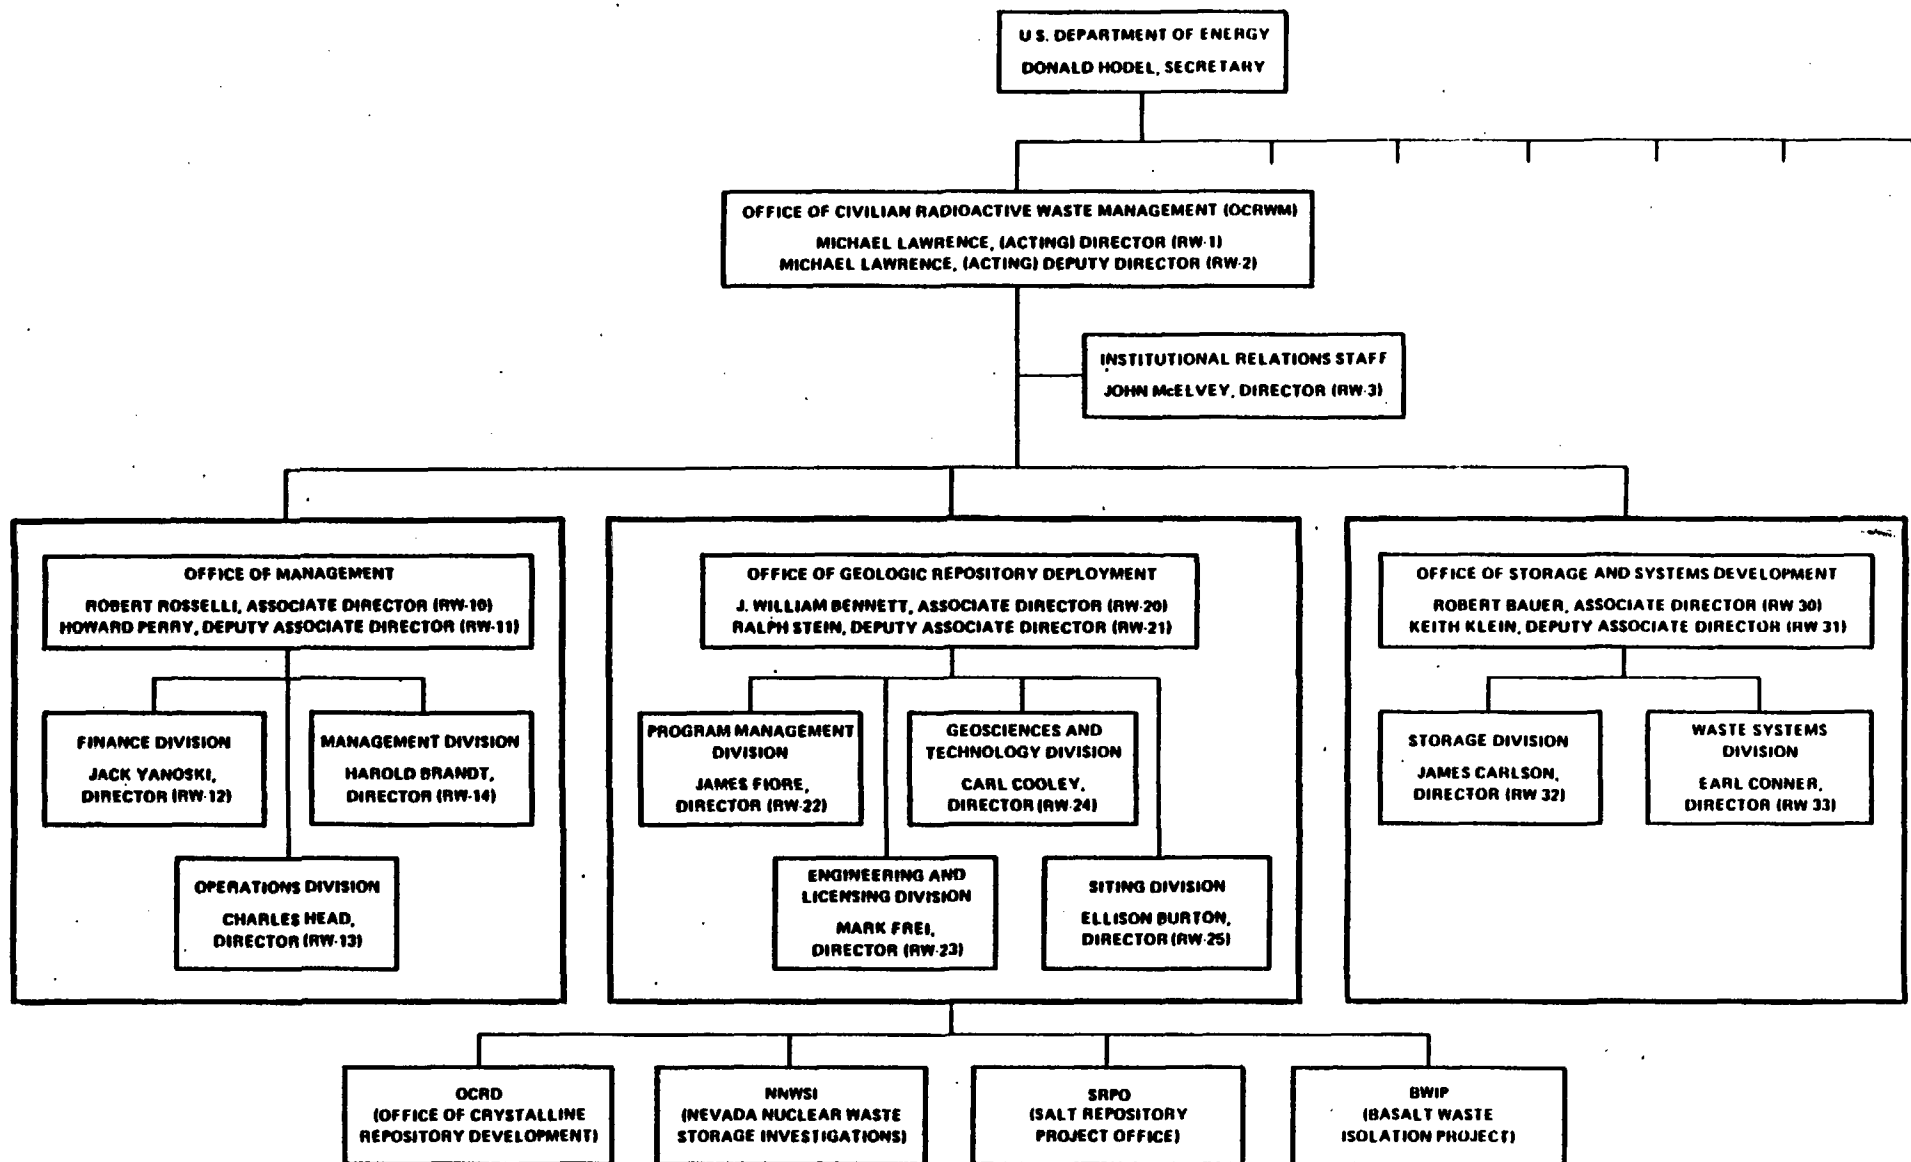 U.S. DEPARTMENT OF ENERGY
DONALD HODEL, SECRETARY
OFFICE OF CIVILIAN RADIOACTIVE WASTE MANAGEMENT (OCRWM)
MICHAEL LAWRENCE, (ACTING) DIRECTOR (RW-1)
MICHAEL LAWRENCE, (ACTING) DEPUTY DIRECTOR (RW-2)
INSTITUTIONAL RELATIONS STAFF
JOHN McELVEY, DIRECTOR (RW-3)
OFFICE OF MANAGEMENT
ROBERT ROSSELLI, ASSOCIATE DIRECTOR (RW-10)
HOWARD PERRY, DEPUTY ASSOCIATE DIRECTOR (RW-11)
FINANCE DIVISION
JACK YANOSKI,
DIRECTOR (RW-12)
MANAGEMENT DIVISION
HAROLD BRANDT,
DIRECTOR (RW-14)
OPERATIONS DIVISION
CHARLES HEAD,
DIRECTOR (RW-13)
OFFICE OF GEOLOGIC REPOSITORY DEPLOYMENT
J. WILLIAM BENNETT, ASSOCIATE DIRECTOR (RW-20)
RALPH STEIN, DEPUTY ASSOCIATE DIRECTOR (RW-21)
PROGRAM MANAGEMENT
DIVISION
JAMES FIORE,
DIRECTOR (RW-22)
GEOSCIENCES AND
TECHNOLOGY DIVISION
CARL COOLEY,
DIRECTOR (RW-24)
ENGINEERING AND
LICENSING DIVISION
MARK FREI,
DIRECTOR (RW-23)
SITING DIVISION
ELLISON BURTON,
DIRECTOR (RW-25)
OFFICE OF STORAGE AND SYSTEMS DEVELOPMENT
ROBERT BAUER, ASSOCIATE DIRECTOR (RW 30)
KEITH KLEIN, DEPUTY ASSOCIATE DIRECTOR (RW 31)
STORAGE DIVISION
JAMES CARLSON,
DIRECTOR (RW 32)
WASTE SYSTEMS
DIVISION
EARL CONNER,
DIRECTOR (RW 33)
OCRD
(OFFICE OF CRYSTALLINE
REPOSITORY DEVELOPMENT)
NNWSI
(NEVADA NUCLEAR WASTE
STORAGE INVESTIGATIONS)
SRPO
(SALT REPOSITORY
PROJECT OFFICE)
BWIP
(BASALT WASTE
ISOLATION PROJECT)